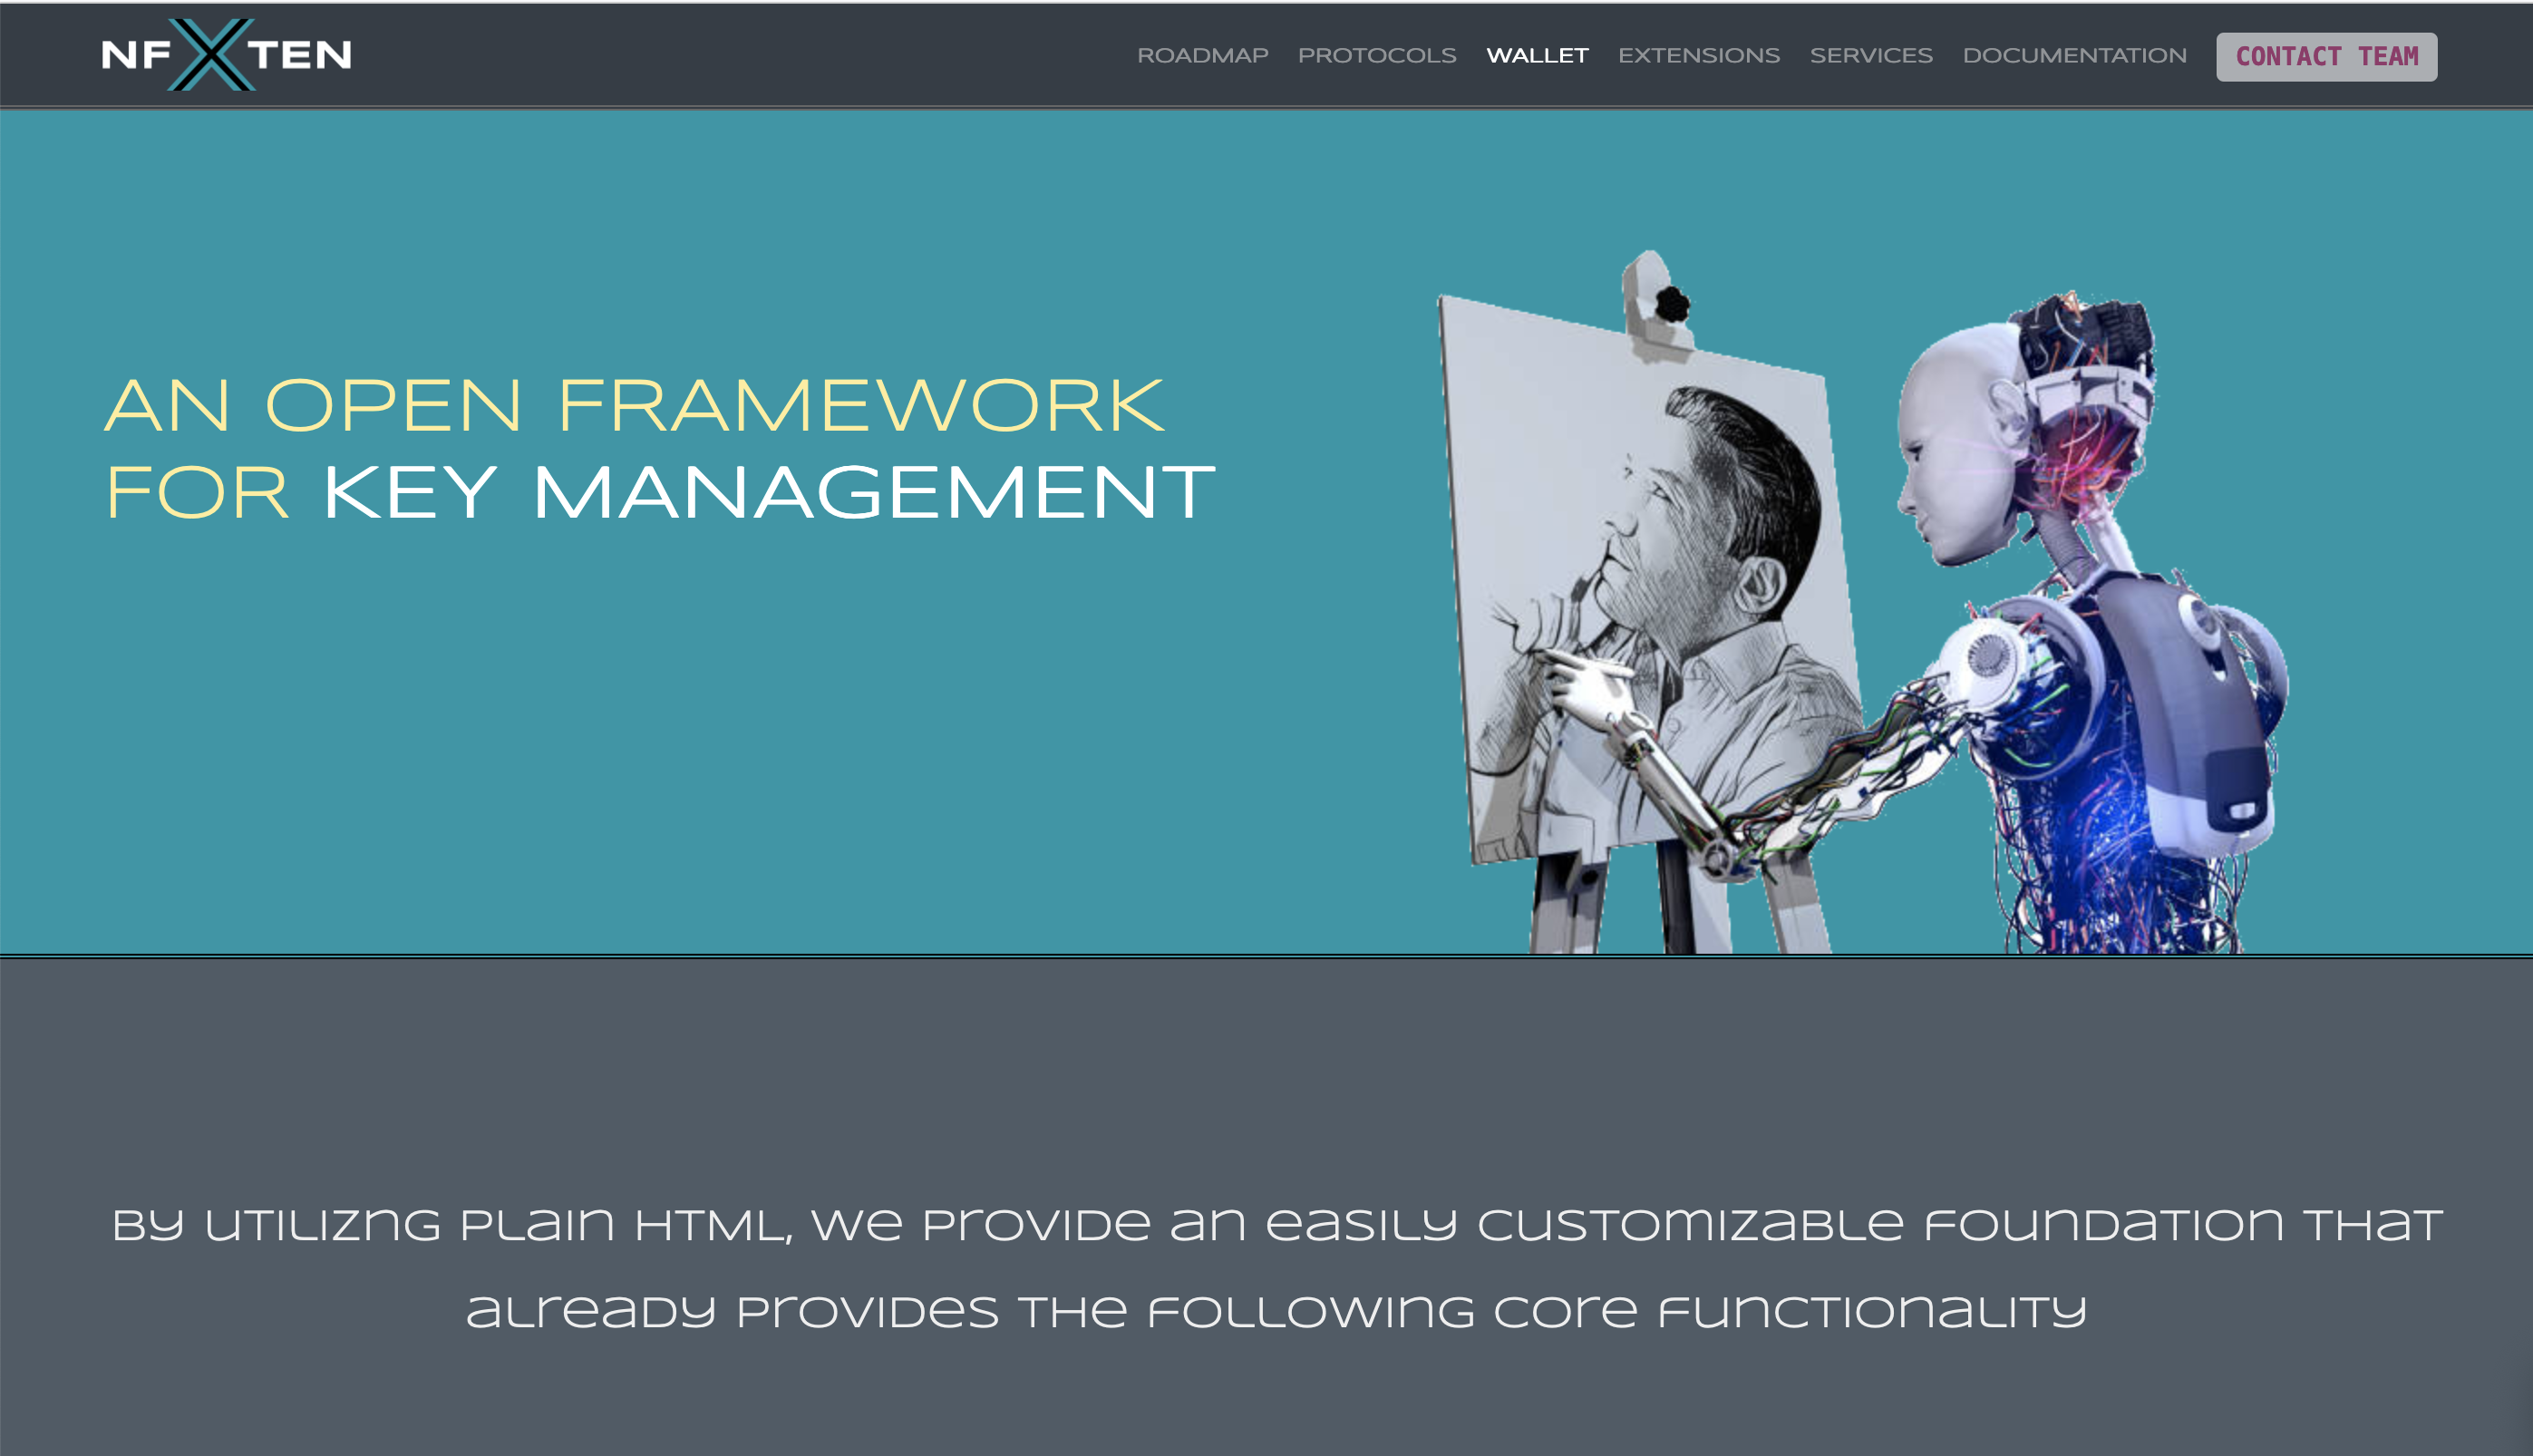 NFXTEN
ROADMAP PROTOCOLS WALLET EXTENSIONS SERVICES DOCUMENTATION CONTACT TEAM
AN OPEN FRAMEWORK
FOR KEY MANAGEMENT
By utilizng plain HTML, we provide an easily customizable foundation that
already provides the following core functionality